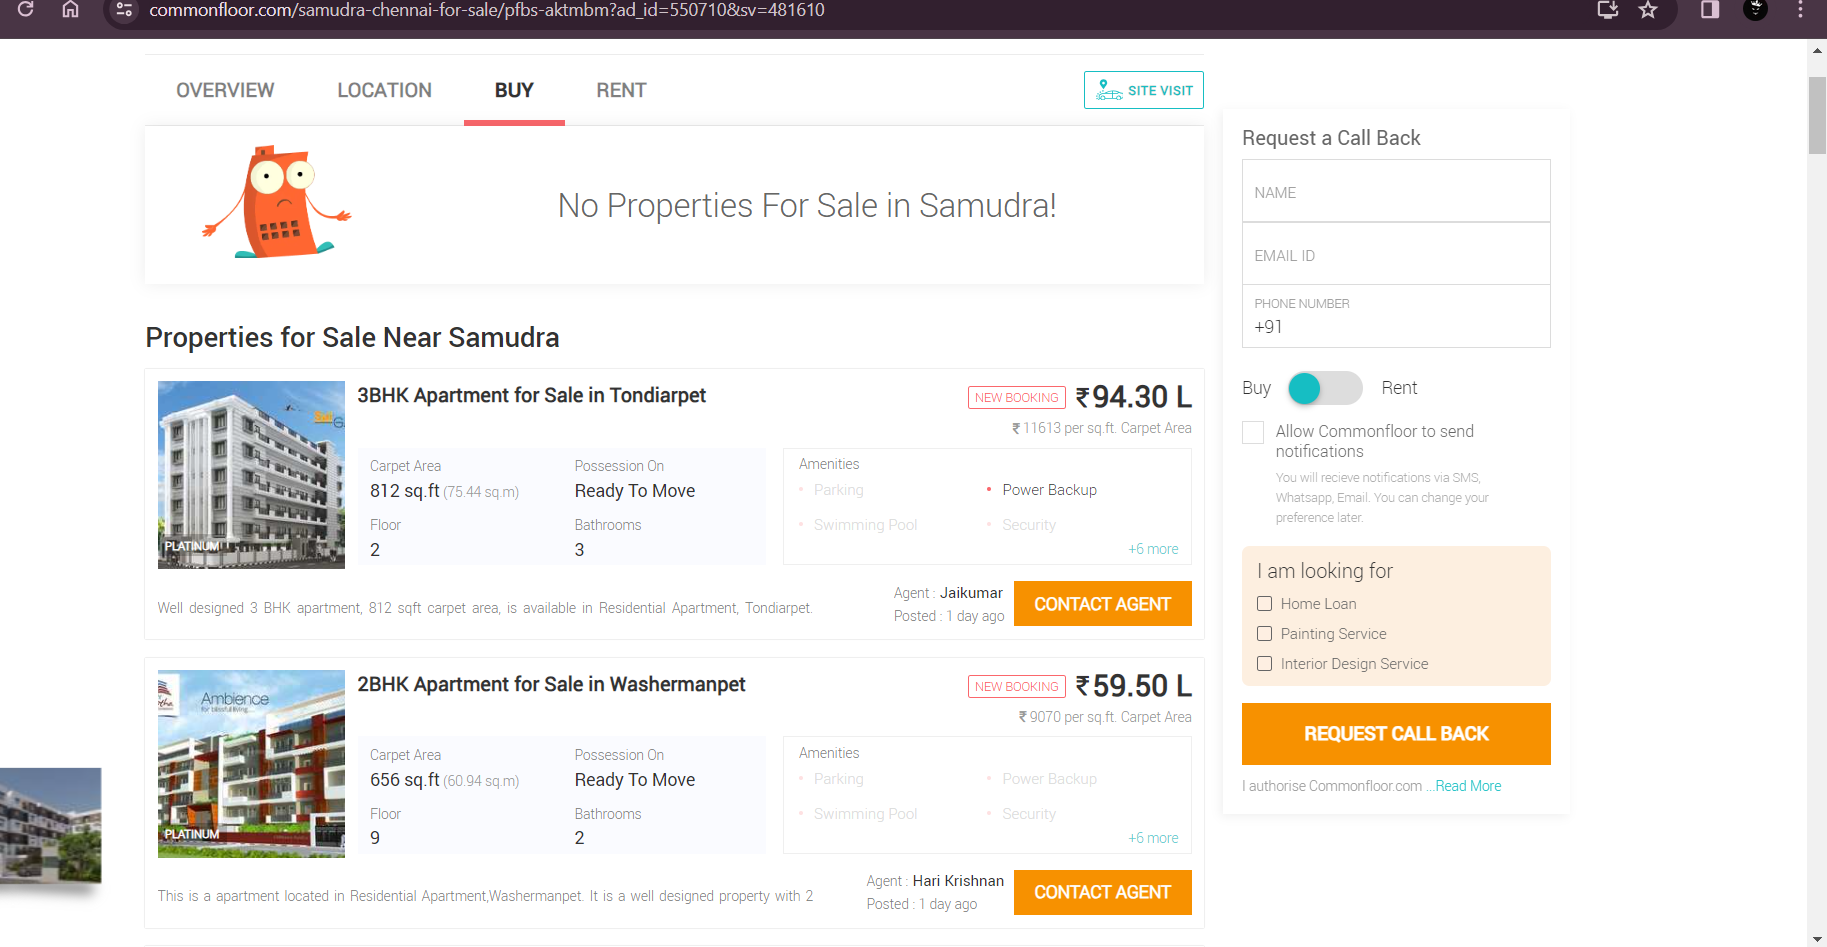 commonfloor.com/samudra-chennai-for-sale/pfbs-aktmbm?ad_id=550710&sv=481610
OVERVIEW LOCATION BUY RENT
SITE VISIT
No Properties For Sale in Samudra!
Properties for Sale Near Samudra
3BHK Apartment for Sale in Tondiarpet
NEW BOOKING ₹94.30 L
₹ 11613 per sq.ft. Carpet Area
Carpet Area Possession On
812 sq.ft (75.44 sq.m) Ready To Move
Floor Bathrooms
2 3
Amenities
• Parking • Power Backup
• Swimming Pool • Security
+6 more
PLATINUM
Well designed 3 BHK apartment, 812 sqft carpet area, is available in Residential Apartment, Tondiarpet.
Agent : Jaikumar
Posted : 1 day ago
CONTACT AGENT
Ambience
for blissful living...
PLATINUM
2BHK Apartment for Sale in Washermanpet
NEW BOOKING ₹59.50 L
₹ 9070 per sq.ft. Carpet Area
Carpet Area Possession On
656 sq.ft (60.94 sq.m) Ready To Move
Floor Bathrooms
9 2
Amenities
• Parking • Power Backup
• Swimming Pool • Security
+6 more
This is a apartment located in Residential Apartment,Washermanpet. It is a well designed property with 2
Agent : Hari Krishnan
Posted : 1 day ago
CONTACT AGENT
Request a Call Back
NAME
EMAIL ID
PHONE NUMBER
+91
Buy Rent
Allow Commonfloor to send
notifications
You will recieve notifications via SMS,
Whatsapp, Email. You can change your
preference later.
I am looking for
Home Loan
Painting Service
Interior Design Service
REQUEST CALL BACK
I authorise Commonfloor.com ...Read More